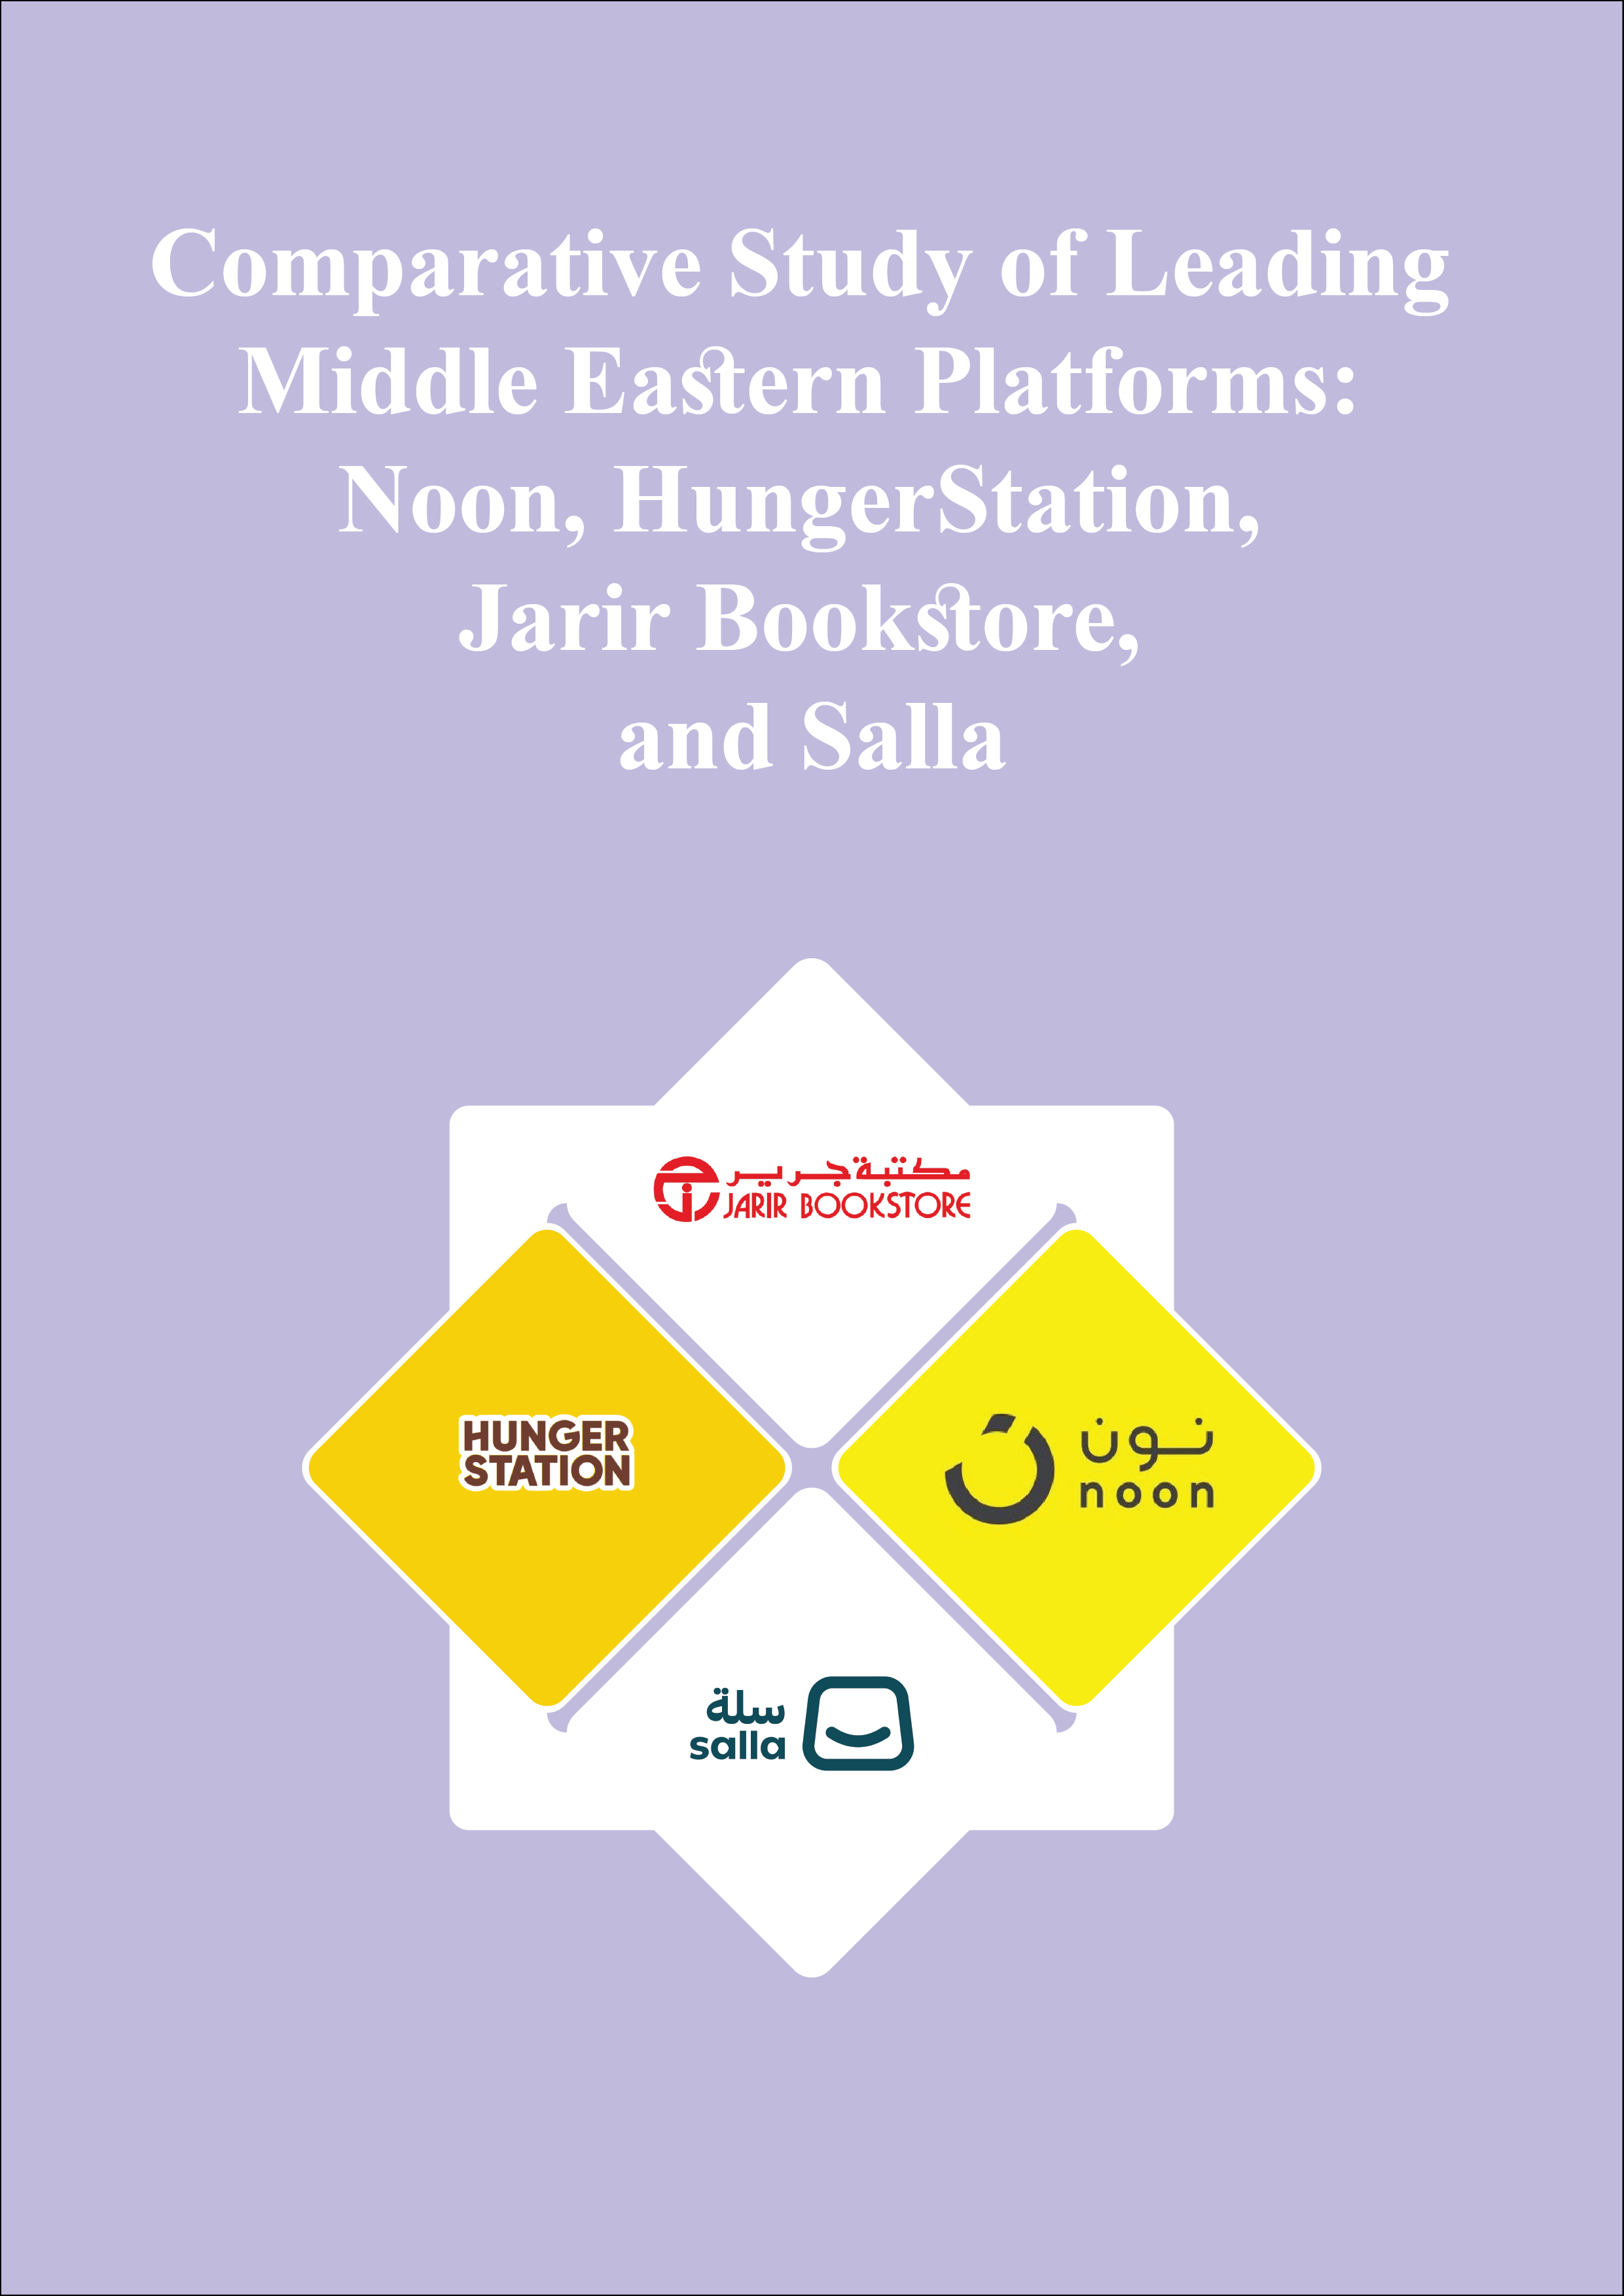 Comparative Study of Leading
Middle Eastern Platforms:
Noon, HungerStation,
Jarir Bookstore,
and Salla
مكتبة جرير
JARIR BOOKSTORE
HUNGER
STATION
نون
noon
سلة
salla